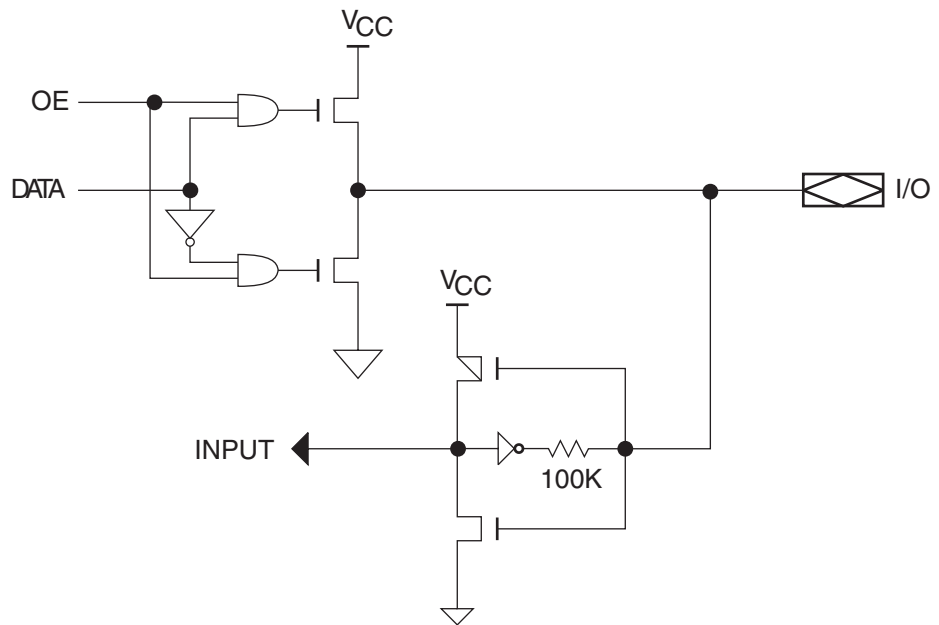 VCC
OE
DATA
I/O
VCC
INPUT
100K